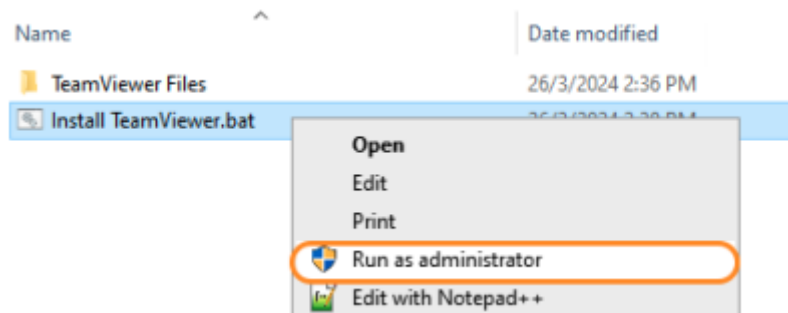 Name Date modified
TeamViewer Files 26/3/2024 2:36 PM
Install TeamViewer.bat
Open
Edit
Print
Run as administrator
Edit with Notepad++